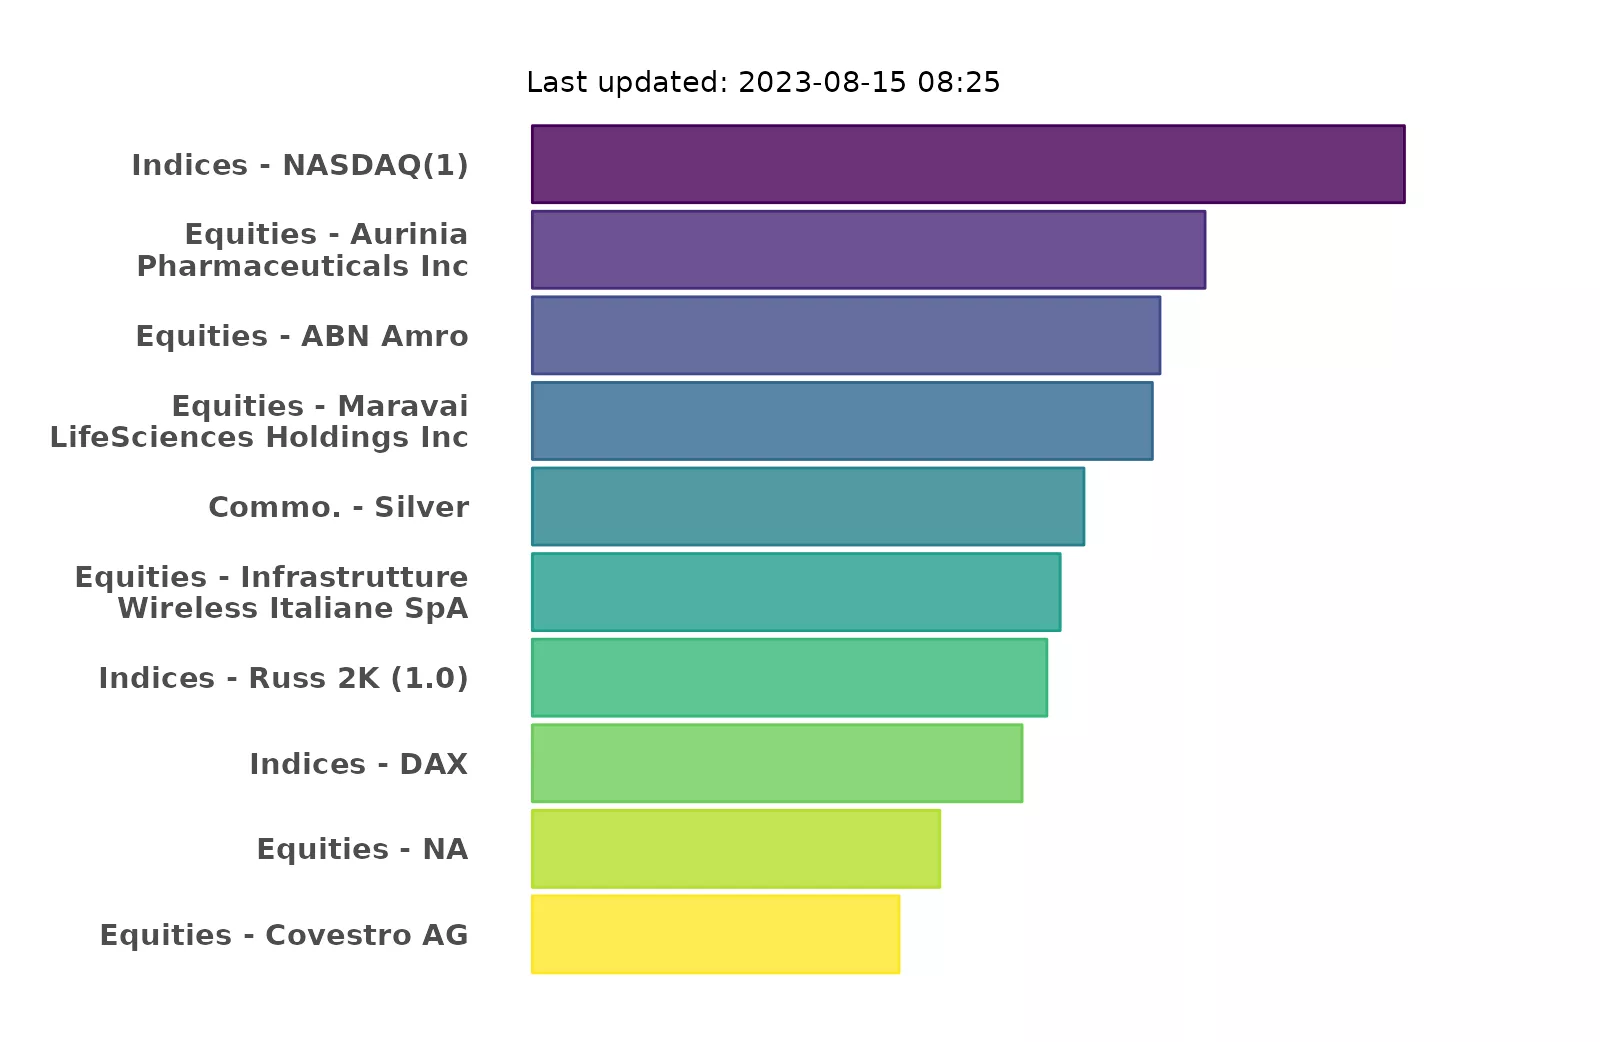 Last updated: 2023-08-15 08:25
Indices - NASDAQ(1)
Equities - Aurinia
Pharmaceuticals Inc
Equities - ABN Amro
Equities - Maravai
LifeSciences Holdings Inc
Commo. - Silver
Equities - Infrastrutture
Wireless Italiane SpA
Indices - Russ 2K (1.0)
Indices - DAX
Equities - NA
Equities - Covestro AG